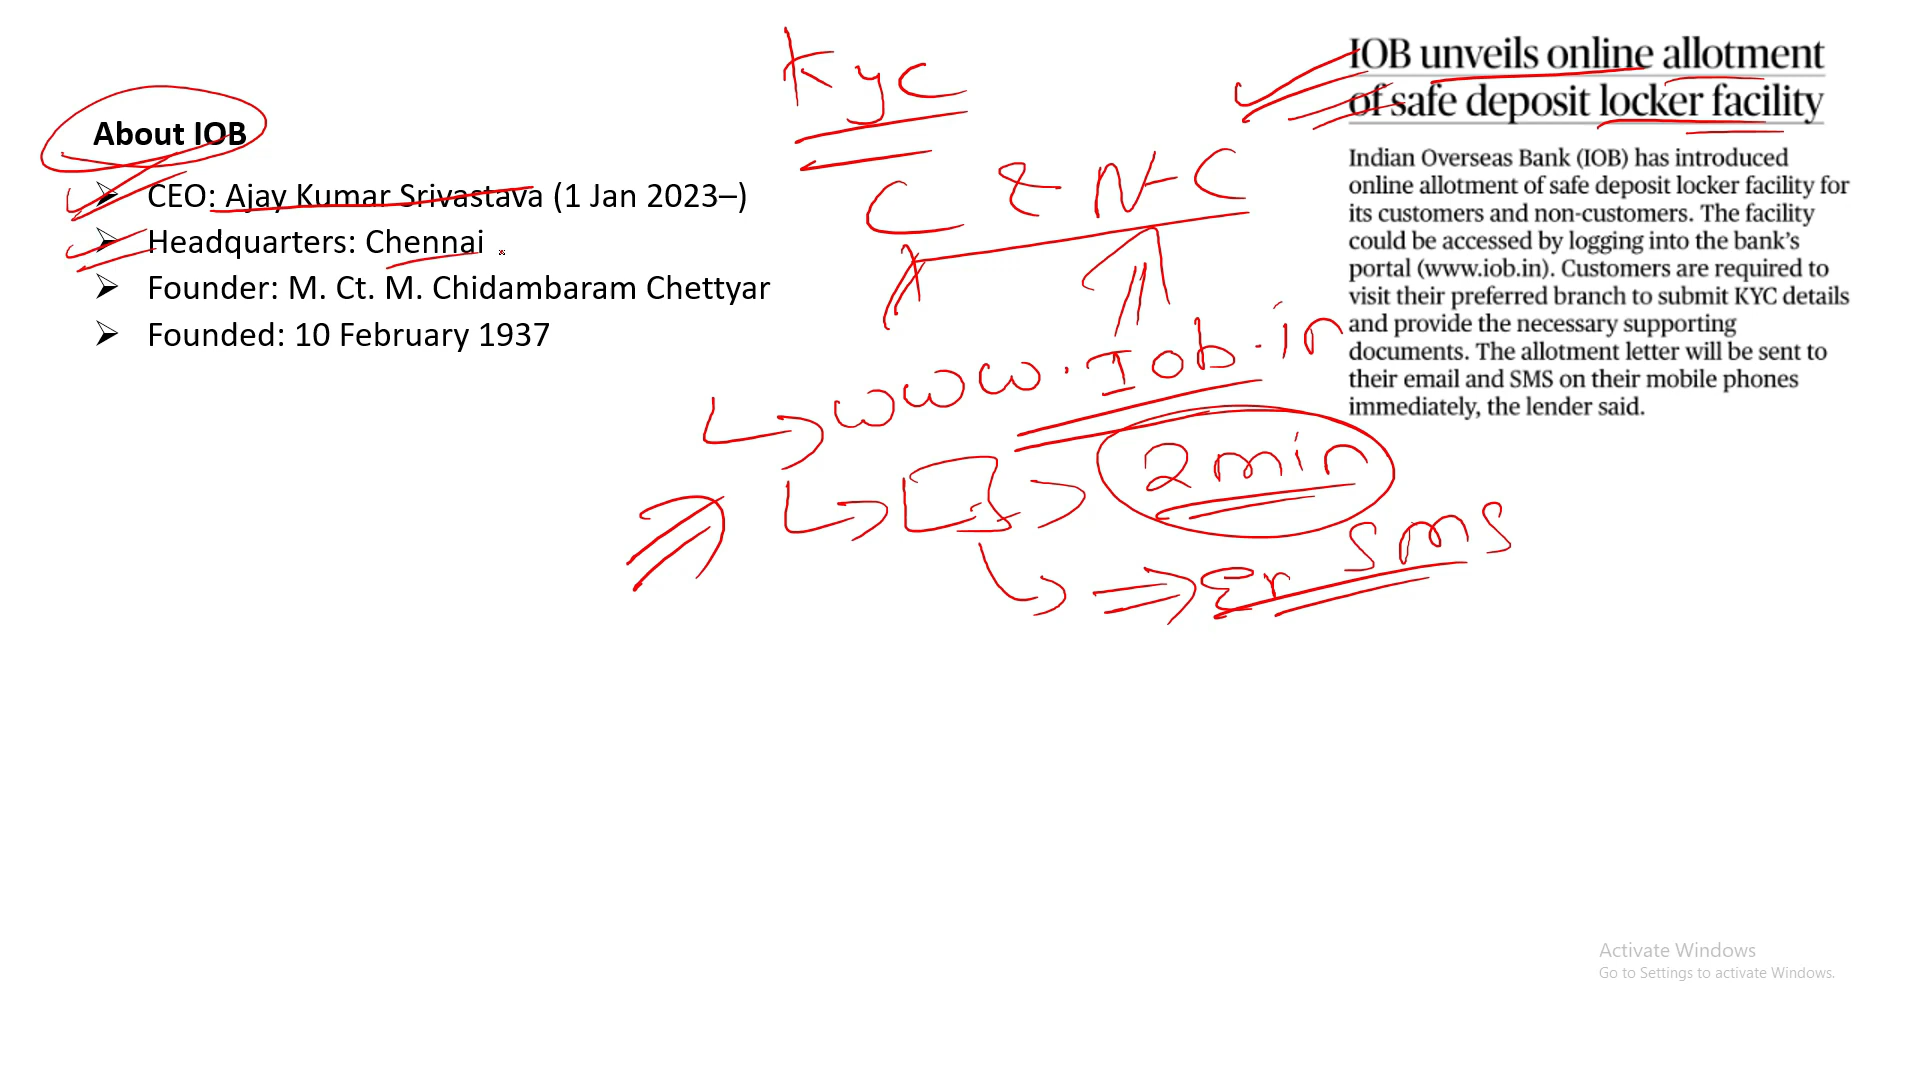 About IOB
➢ CEO: Ajay Kumar Srivastava (1 Jan 2023–)
➢ Headquarters: Chennai
➢ Founder: M. Ct. M. Chidambaram Chettyar
➢ Founded: 10 February 1937
Kyc
C & N-C
www.Iob.in
2min
sms
IOB unveils online allotment
of safe deposit locker facility
Indian Overseas Bank (IOB) has introduced
online allotment of safe deposit locker facility for
its customers and non-customers. The facility
could be accessed by logging into the bank’s
portal (www.iob.in). Customers are required to
visit their preferred branch to submit KYC details
and provide the necessary supporting
documents. The allotment letter will be sent to
their email and SMS on their mobile phones
immediately, the lender said.
Activate Windows
Go to Settings to activate Windows.